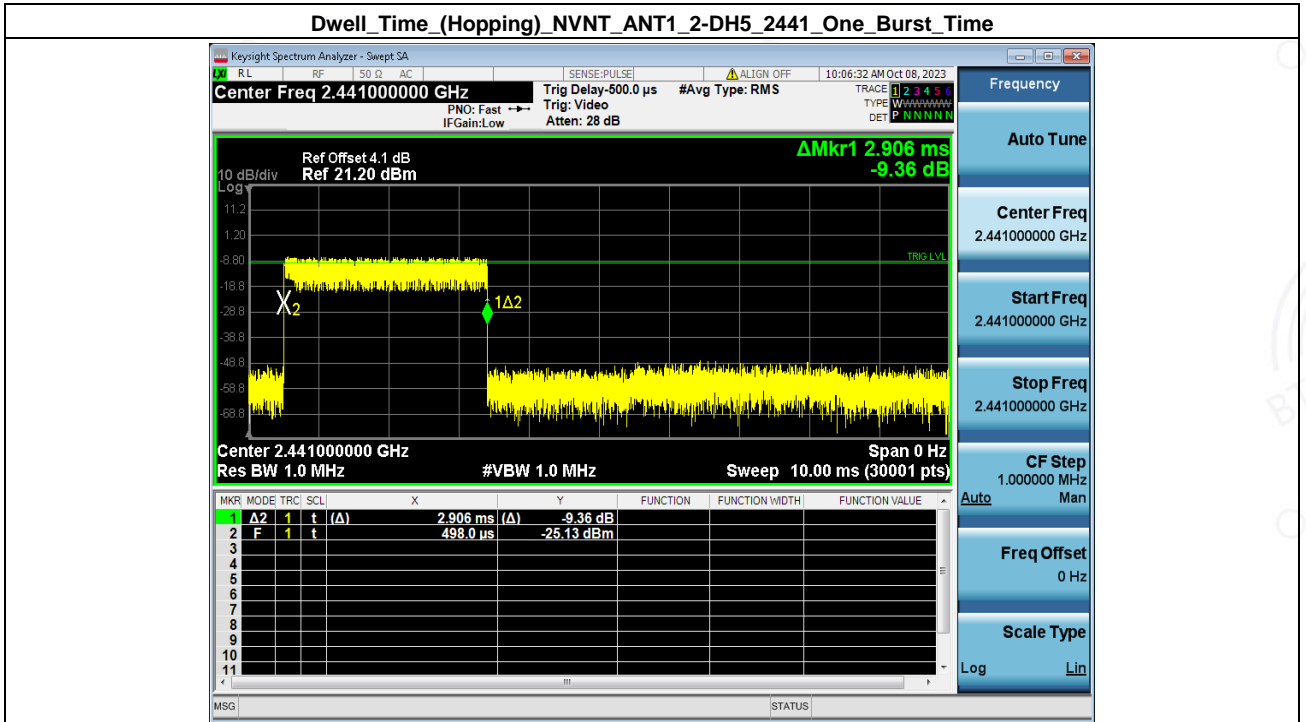 Dwell_Time_(Hopping)_NVNT_ANT1_2-DH5_2441_One_Burst_Time
Keysight Spectrum Analyzer - Swept SA
LXI RL RF 50 Ω AC SENSE:PULSE ALIGN OFF 10:06:32 AM Oct 08, 2023
Center Freq 2.441000000 GHz
PNO: Fast
IFGain:Low
Trig Delay-500.0 µs
Trig: Video
Atten: 28 dB
#Avg Type: RMS
TRACE 1 2 3 4 5 6
TYPE WWWWWW
DET P N N N N N
ΔMkr1 2.906 ms
-9.36 dB
Ref Offset 4.1 dB
10 dB/div Ref 21.20 dBm
Log
11.2
1.20
-8.80
-18.8
-28.8
-38.8
-48.8
-58.8
-68.8
TRIG LVL
X2
1Δ2
Center 2.441000000 GHz Span 0 Hz
Res BW 1.0 MHz #VBW 1.0 MHz Sweep 10.00 ms (30001 pts)
MKR MODE TRC SCL X Y FUNCTION FUNCTION WIDTH FUNCTION VALUE
1 Δ2 1 t (Δ) 2.906 ms (Δ) -9.36 dB
2 F 1 t 498.0 µs -25.13 dBm
3
4
5
6
7
8
9
10
11
MSG STATUS
Frequency
Auto Tune
Center Freq
2.441000000 GHz
Start Freq
2.441000000 GHz
Stop Freq
2.441000000 GHz
CF Step
1.000000 MHz
Auto Man
Freq Offset
0 Hz
Scale Type
Log Lin